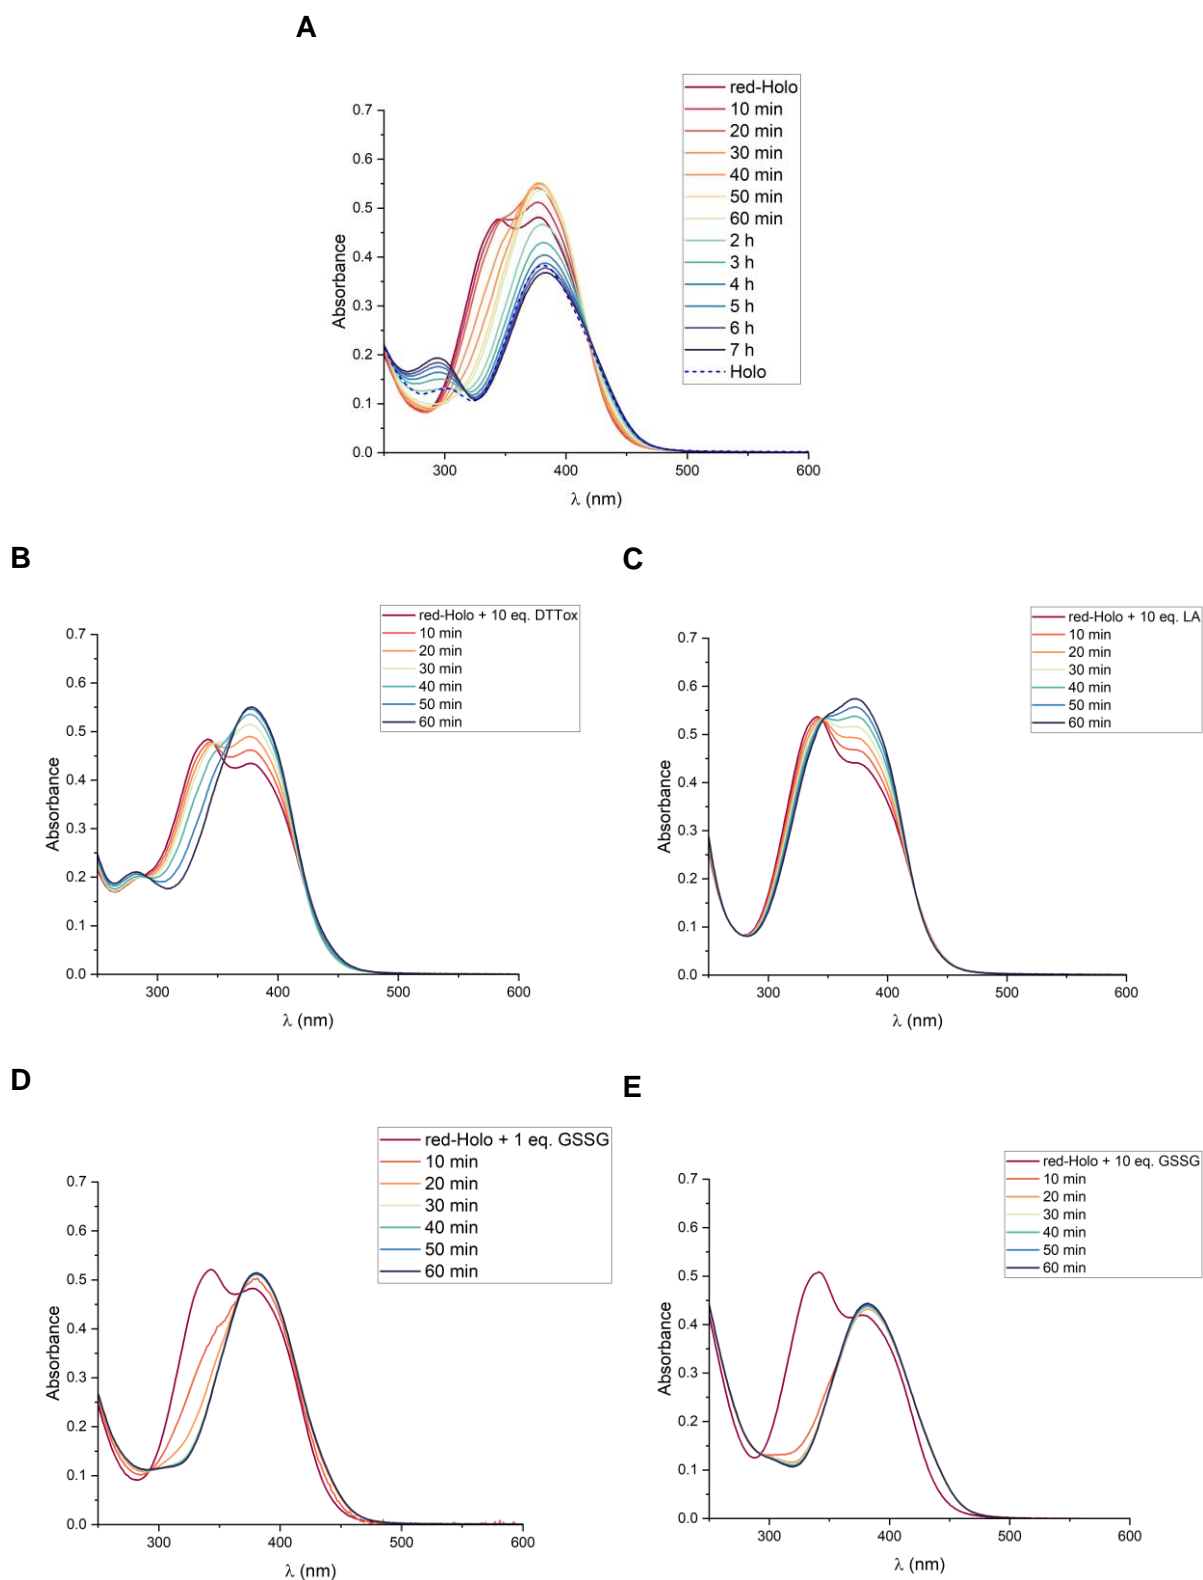 A
red-Holo
10 min
20 min
30 min
40 min
50 min
60 min
2 h
3 h
4 h
5 h
6 h
7 h
Holo
0.7
0.6
0.5
0.4
0.3
0.2
0.1
0.0
Absorbance
300 400 500 600
λ (nm)
B
red-Holo + 10 eq. DTTox
10 min
20 min
30 min
40 min
50 min
60 min
0.7
0.6
0.5
0.4
0.3
0.2
0.1
0.0
Absorbance
300 400 500 600
λ (nm)
C
red-Holo + 10 eq. LA
10 min
20 min
30 min
40 min
50 min
60 min
0.7
0.6
0.5
0.4
0.3
0.2
0.1
0.0
Absorbance
300 400 500 600
λ (nm)
D
red-Holo + 1 eq. GSSG
10 min
20 min
30 min
40 min
50 min
60 min
0.7
0.6
0.5
0.4
0.3
0.2
0.1
0.0
Absorbance
300 400 500 600
λ (nm)
E
red-Holo + 10 eq. GSSG
10 min
20 min
30 min
40 min
50 min
60 min
0.7
0.6
0.5
0.4
0.3
0.2
0.1
0.0
Absorbance
300 400 500 600
λ (nm)